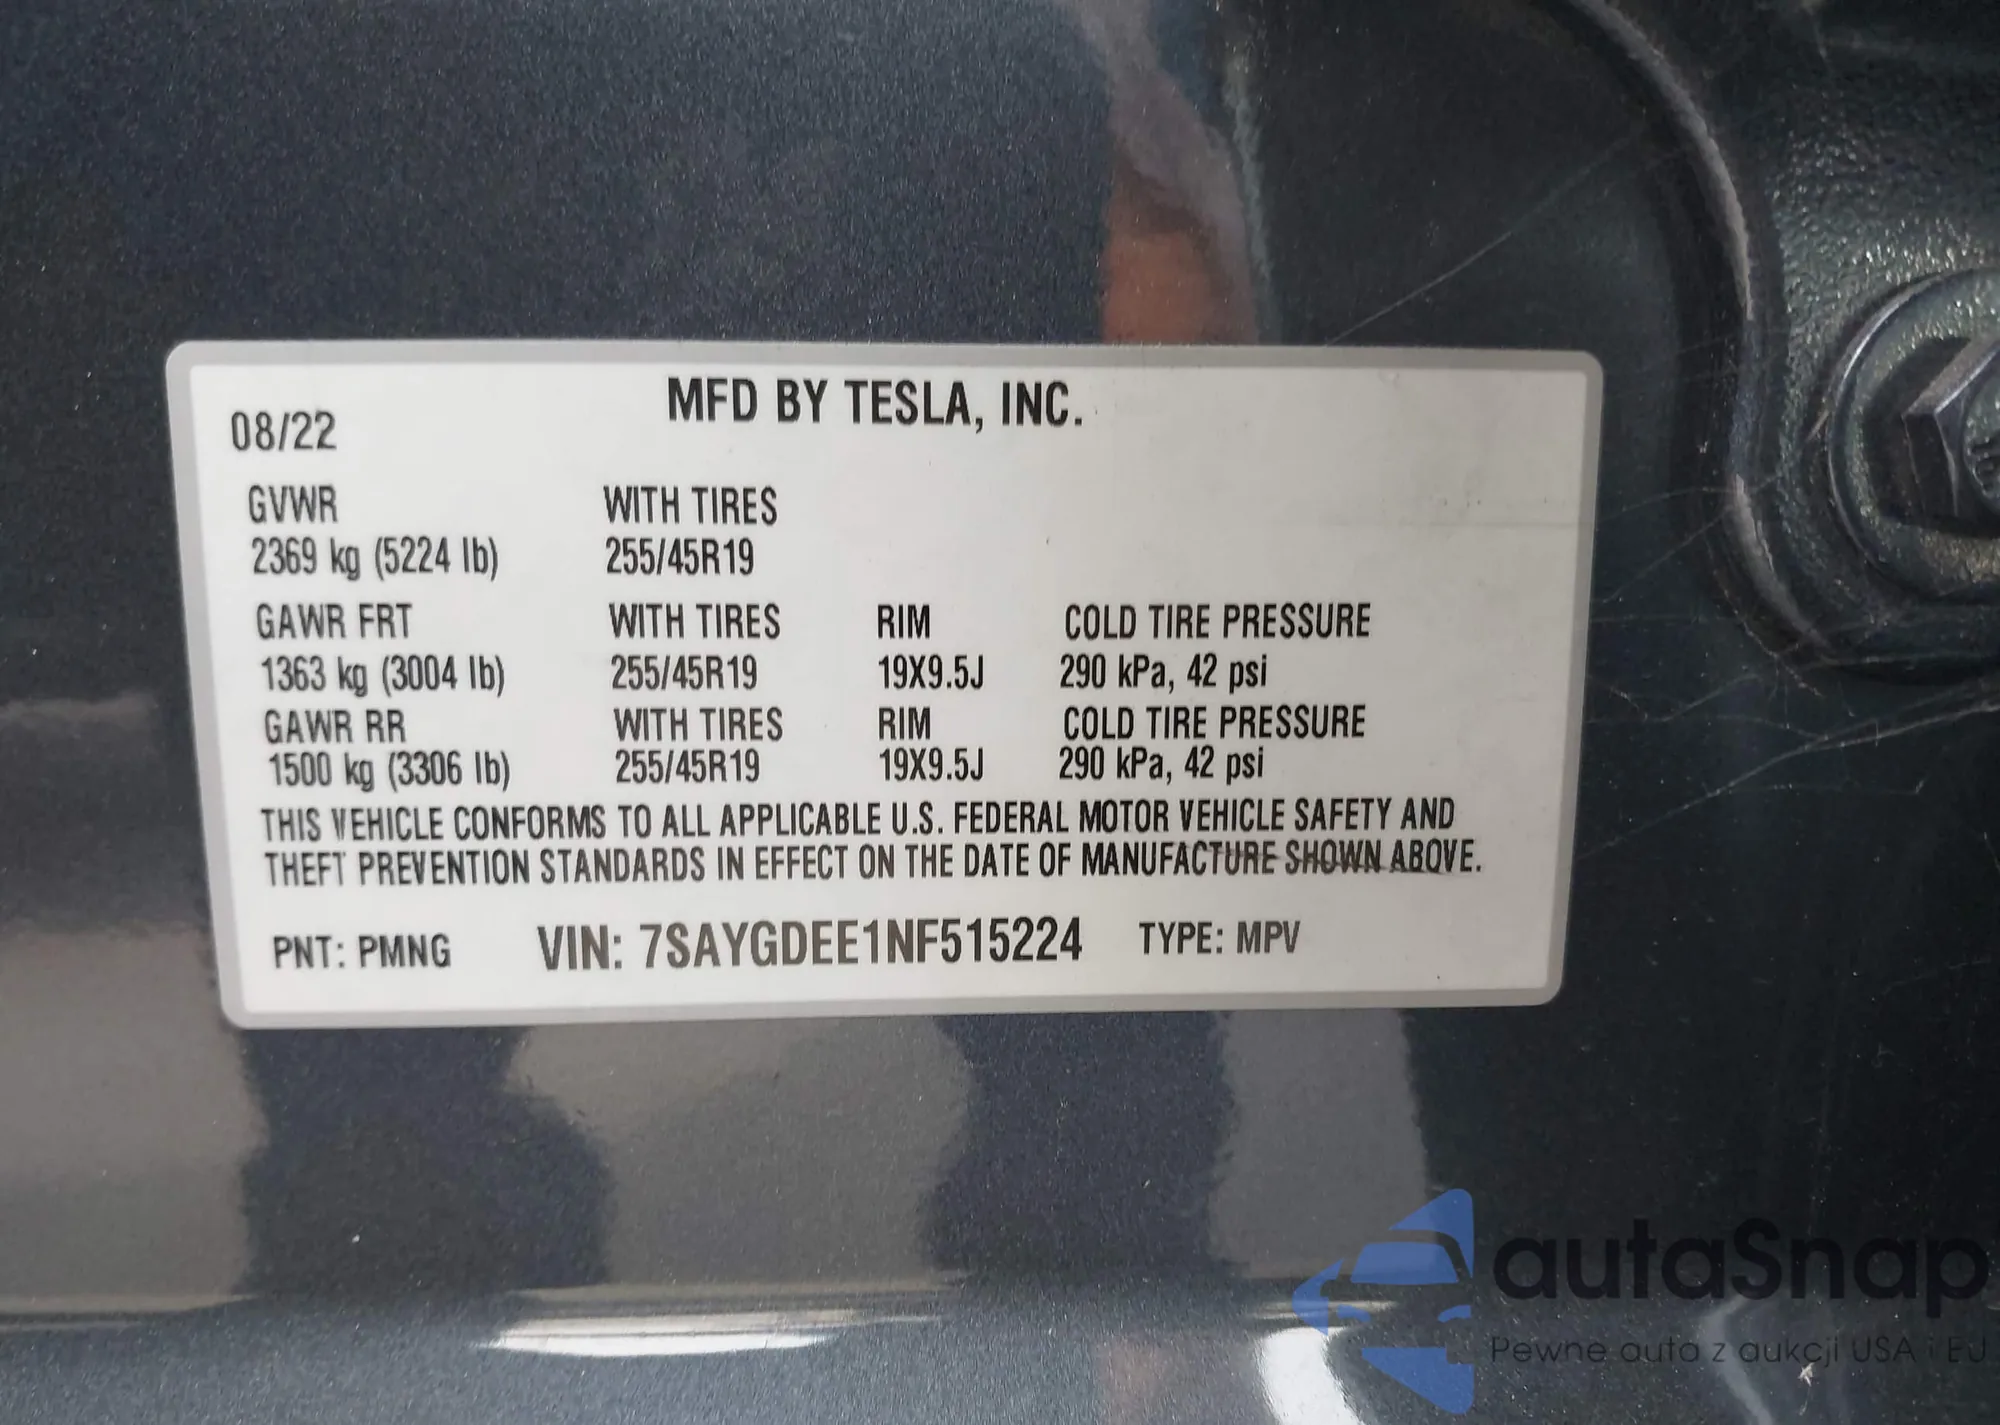 MFD BY TESLA, INC.
08/22
GVWR WITH TIRES
2369 kg (5224 lb) 255/45R19
GAWR FRT WITH TIRES RIM COLD TIRE PRESSURE
1363 kg (3004 lb) 255/45R19 19X9.5J 290 kPa, 42 psi
GAWR RR WITH TIRES RIM COLD TIRE PRESSURE
1500 kg (3306 lb) 255/45R19 19X9.5J 290 kPa, 42 psi
THIS VEHICLE CONFORMS TO ALL APPLICABLE U.S. FEDERAL MOTOR VEHICLE SAFETY AND
THEFT PREVENTION STANDARDS IN EFFECT ON THE DATE OF MANUFACTURE SHOWN ABOVE.
PNT: PMNG VIN: 7SAYGDEE1NF515224 TYPE: MPV
autaSnap
Pewne auta z aukcji USA i EU